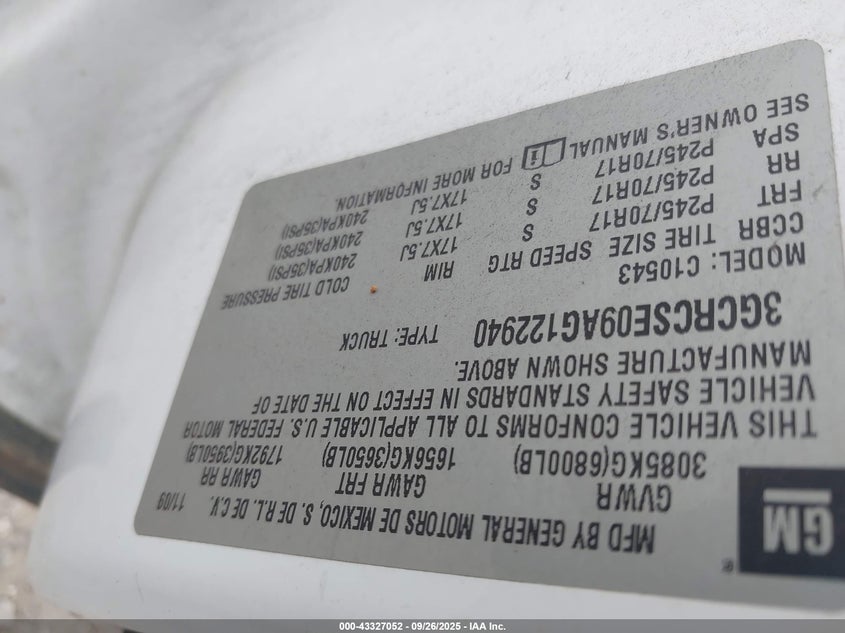 GM
MFD BY GENERAL MOTORS DE MEXICO, S. DE R.L. DE C.V. 11/09
GVWR GAWR FRT GAWR RR
3085KG(6800LB) 1656KG(3650LB) 1792KG(3950LB)
THIS VEHICLE CONFORMS TO ALL APPLICABLE U.S. FEDERAL MOTOR
VEHICLE SAFETY STANDARDS IN EFFECT ON THE DATE OF
MANUFACTURE SHOWN ABOVE.
3GCRCSE09AG122940 TYPE: TRUCK
MODEL: C10543
CCBR TIRE SIZE SPEED RTG RIM COLD TIRE PRESSURE
FRT P245/70R17 S 17X7.5J 240KPA(35PSI)
RR P245/70R17 S 17X7.5J 240KPA(35PSI)
SPA P245/70R17 S 17X7.5J 240KPA(35PSI)
SEE OWNER'S MANUAL FOR MORE INFORMATION.
000-43327052 - 09/26/2025 - IAA Inc.